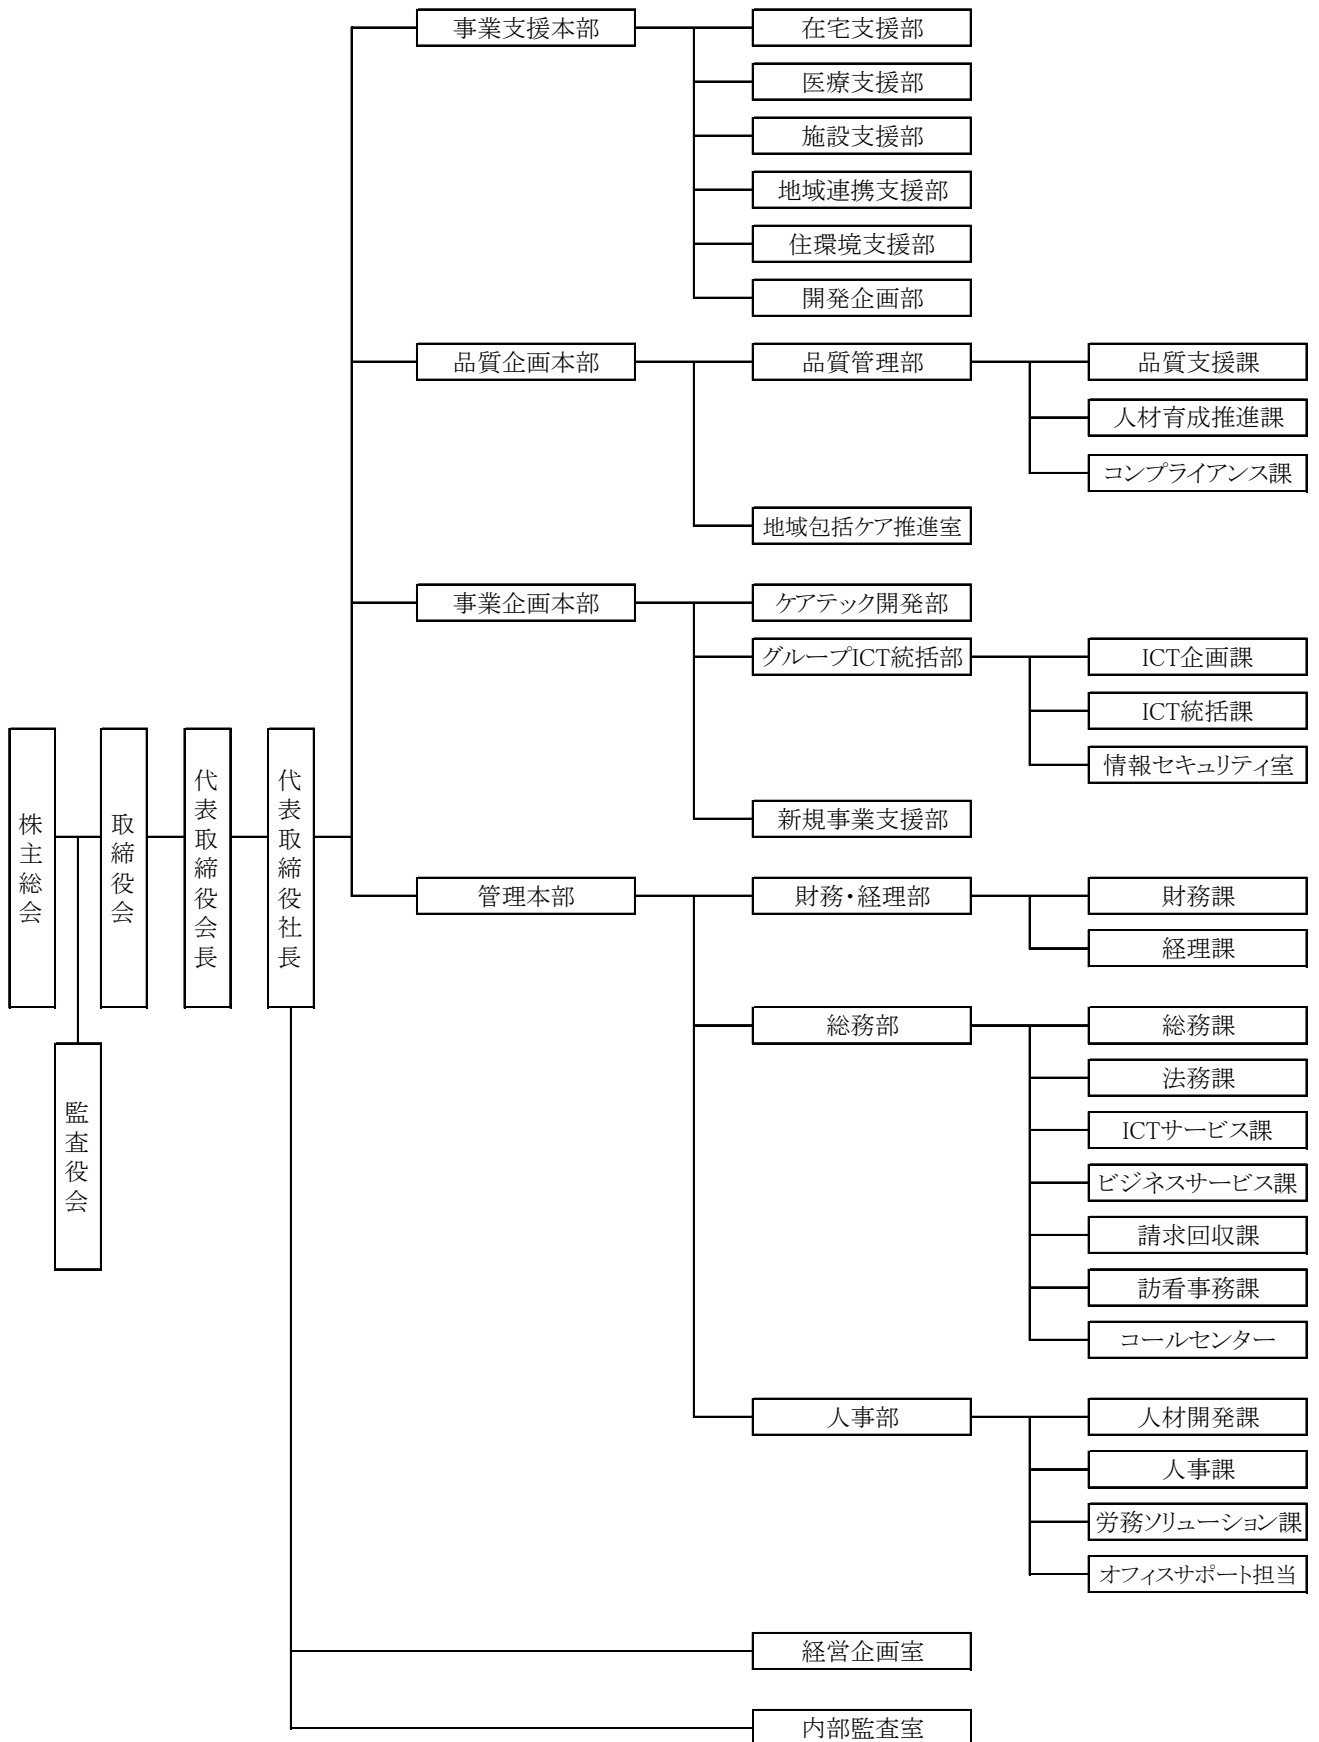 株主総会
監査役会
取締役会
代表取締役会長
代表取締役社長
事業支援本部
在宅支援部
医療支援部
施設支援部
地域連携支援部
住環境支援部
開発企画部
品質企画本部
品質管理部
品質支援課
人材育成推進課
コンプライアンス課
地域包括ケア推進室
事業企画本部
ケアテック開発部
グループICT統括部
ICT企画課
ICT統括課
情報セキュリティ室
新規事業支援部
管理本部
財務・経理部
財務課
経理課
総務部
総務課
法務課
ICTサービス課
ビジネスサービス課
請求回収課
訪看事務課
コールセンター
人事部
人材開発課
人事課
労務ソリューション課
オフィスサポート担当
経営企画室
内部監査室